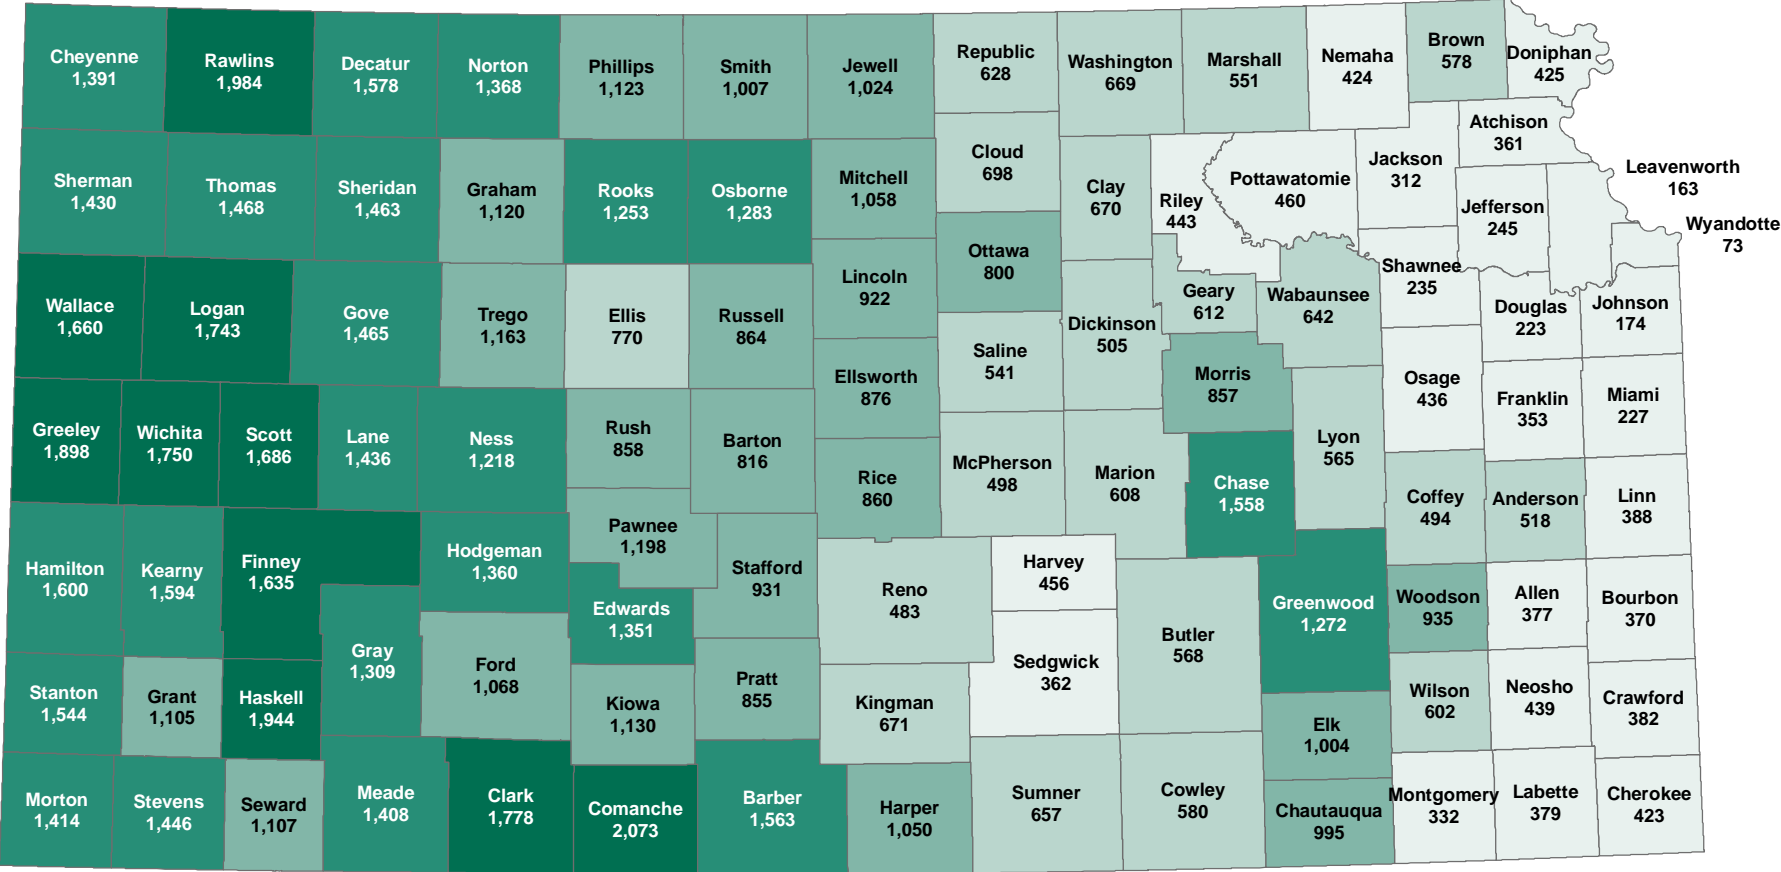 Cheyenne
1,391
Rawlins
1,984
Decatur
1,578
Norton
1,368
Phillips
1,123
Smith
1,007
Jewell
1,024
Republic
628
Washington
669
Marshall
551
Nemaha
424
Brown
578
Doniphan
425
Sherman
1,430
Thomas
1,468
Sheridan
1,463
Graham
1,120
Rooks
1,253
Osborne
1,283
Mitchell
1,058
Cloud
698
Clay
670
Riley
443
Pottawatomie
460
Jackson
312
Atchison
361
Jefferson
245
Leavenworth
163
Wyandotte
73
Ottawa
800
Lincoln
922
Wallace
1,660
Logan
1,743
Gove
1,465
Trego
1,163
Ellis
770
Russell
864
Saline
541
Dickinson
505
Geary
612
Wabaunsee
642
Shawnee
235
Douglas
223
Johnson
174
Ellsworth
876
Morris
857
Osage
436
Franklin
353
Miami
227
Greeley
1,898
Wichita
1,750
Scott
1,686
Lane
1,436
Ness
1,218
Rush
858
Barton
816
Rice
860
McPherson
498
Marion
608
Chase
1,558
Lyon
565
Coffey
494
Anderson
518
Linn
388
Hamilton
1,600
Kearny
1,594
Finney
1,635
Hodgeman
1,360
Pawnee
1,198
Stafford
931
Edwards
1,351
Reno
483
Harvey
456
Butler
568
Greenwood
1,272
Woodson
935
Allen
377
Bourbon
370
Stanton
1,544
Grant
1,105
Haskell
1,944
Gray
1,309
Ford
1,068
Kiowa
1,130
Pratt
855
Kingman
671
Sedgwick
362
Elk
1,004
Wilson
602
Neosho
439
Crawford
382
Morton
1,414
Stevens
1,446
Seward
1,107
Meade
1,408
Clark
1,778
Comanche
2,073
Barber
1,563
Harper
1,050
Sumner
657
Cowley
580
Chautauqua
995
Montgomery
332
Labette
379
Cherokee
423